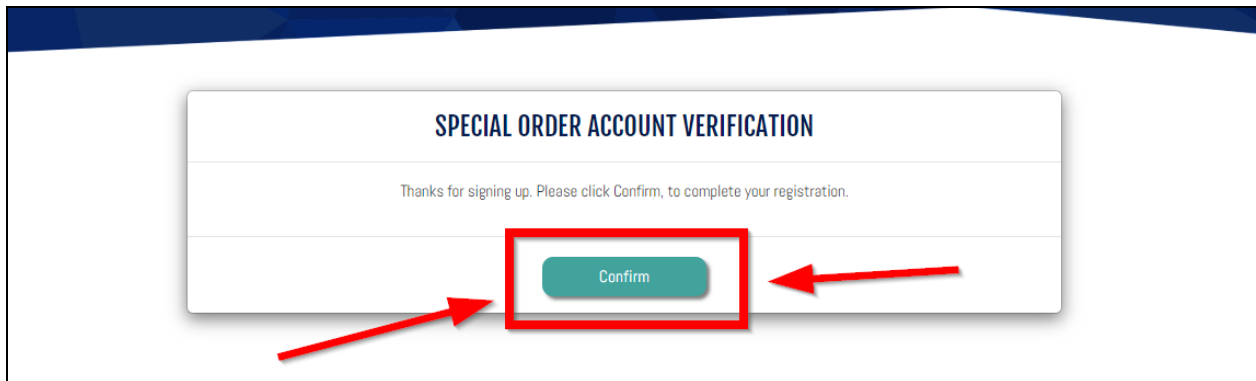 SPECIAL ORDER ACCOUNT VERIFICATION
Thanks for signing up. Please click Confirm, to complete your registration.
Confirm